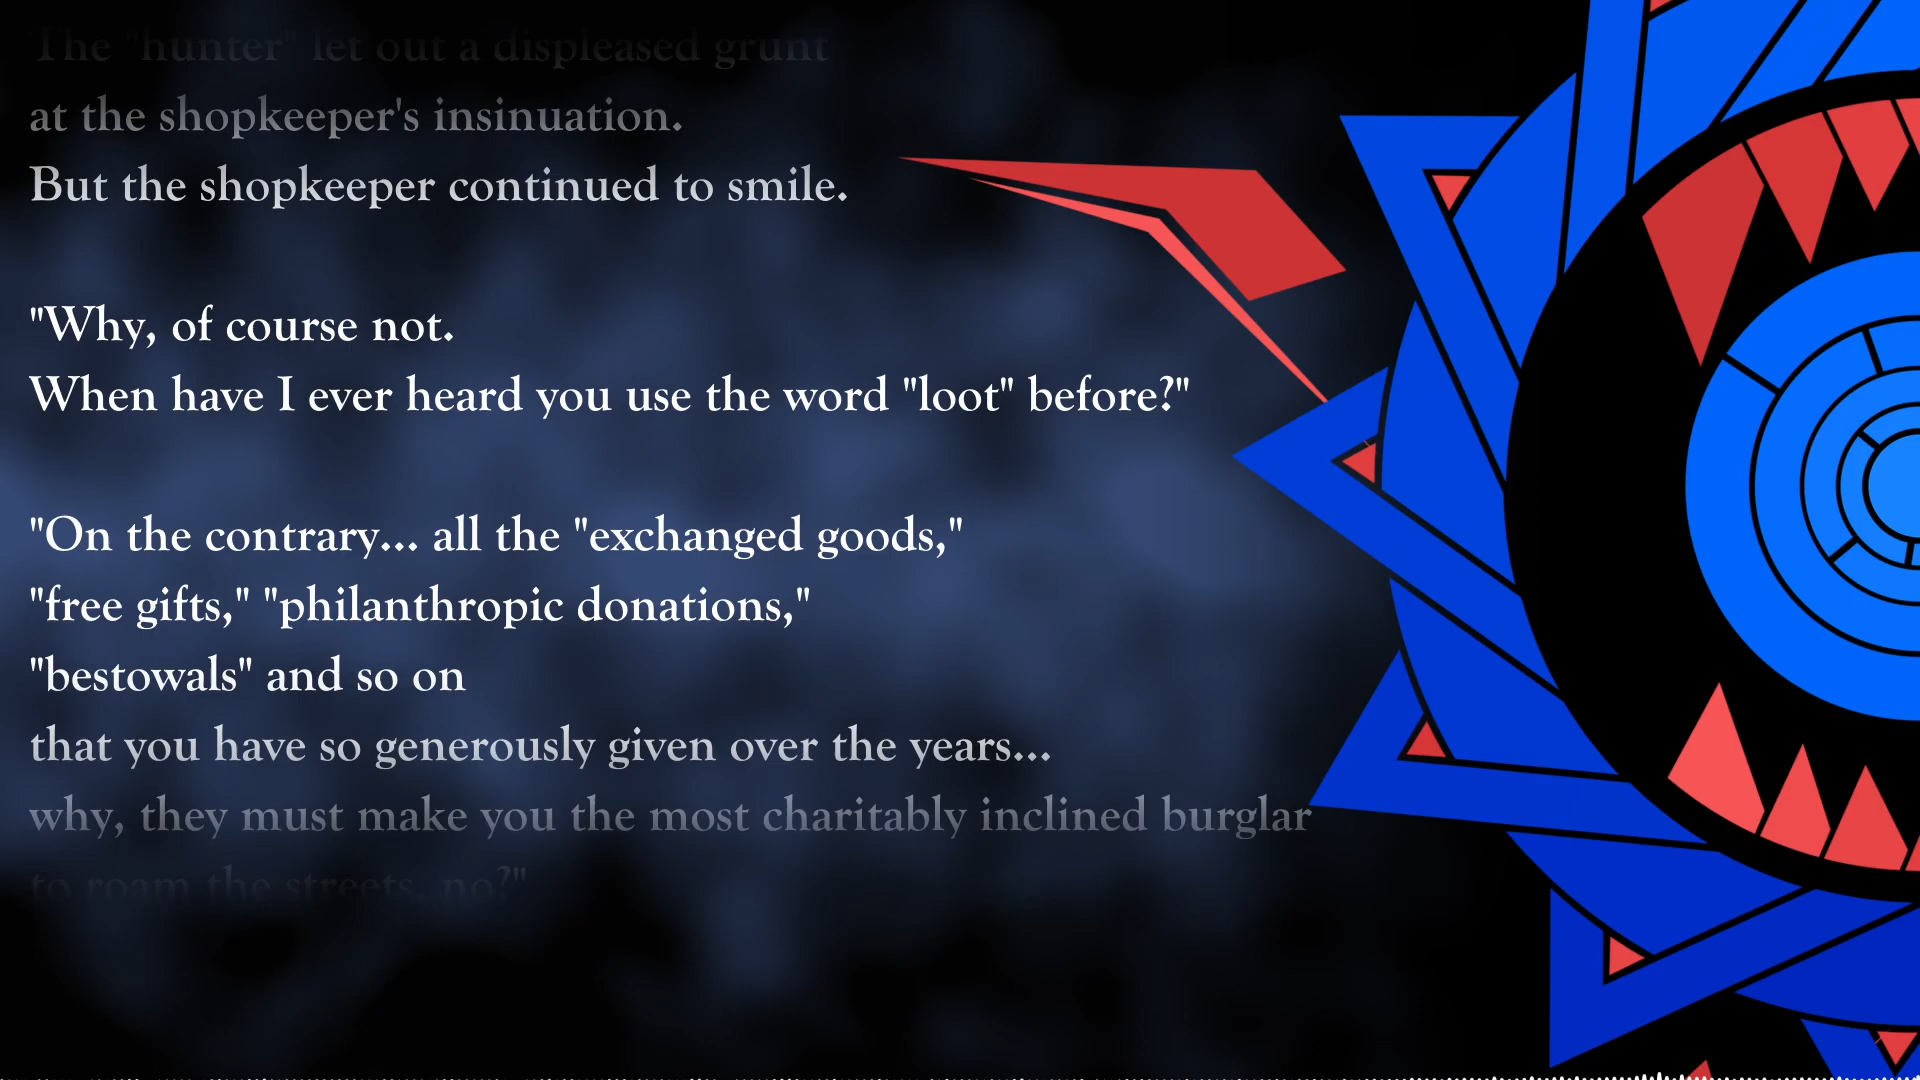 The "hunter" let out a displeased grunt
at the shopkeeper's insinuation.
But the shopkeeper continued to smile.
"Why, of course not.
When have I ever heard you use the word "loot" before?"
"On the contrary... all the "exchanged goods,"
"free gifts," "philanthropic donations,"
"bestowals" and so on
that you have so generously given over the years...
why, they must make you the most charitably inclined burglar
to roam the streets, no?"